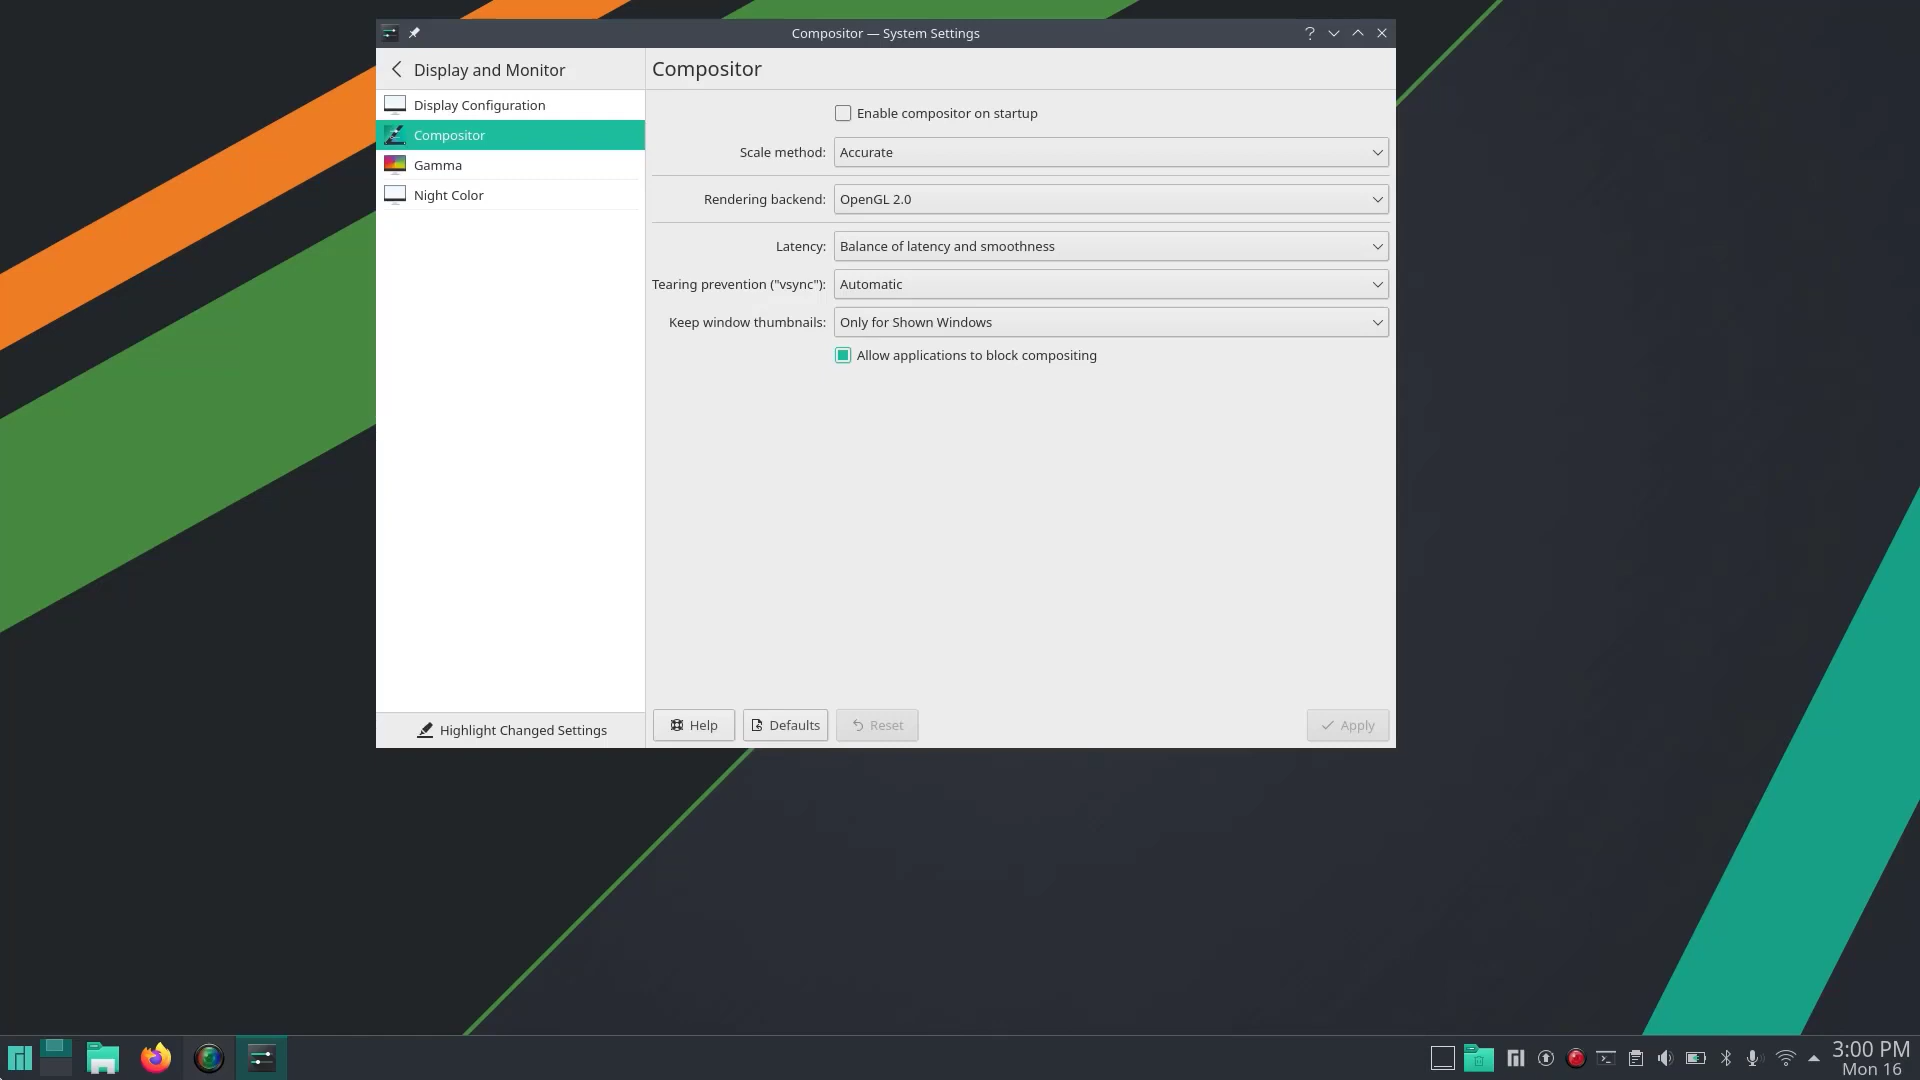 Compositor — System Settings
Display and Monitor
Compositor
Display Configuration
Compositor
Gamma
Night Color
Enable compositor on startup
Scale method: Accurate
Rendering backend: OpenGL 2.0
Latency: Balance of latency and smoothness
Tearing prevention ("vsync"): Automatic
Keep window thumbnails: Only for Shown Windows
Allow applications to block compositing
Highlight Changed Settings
Help
Defaults
Reset
Apply
3:00 PM
Mon 16